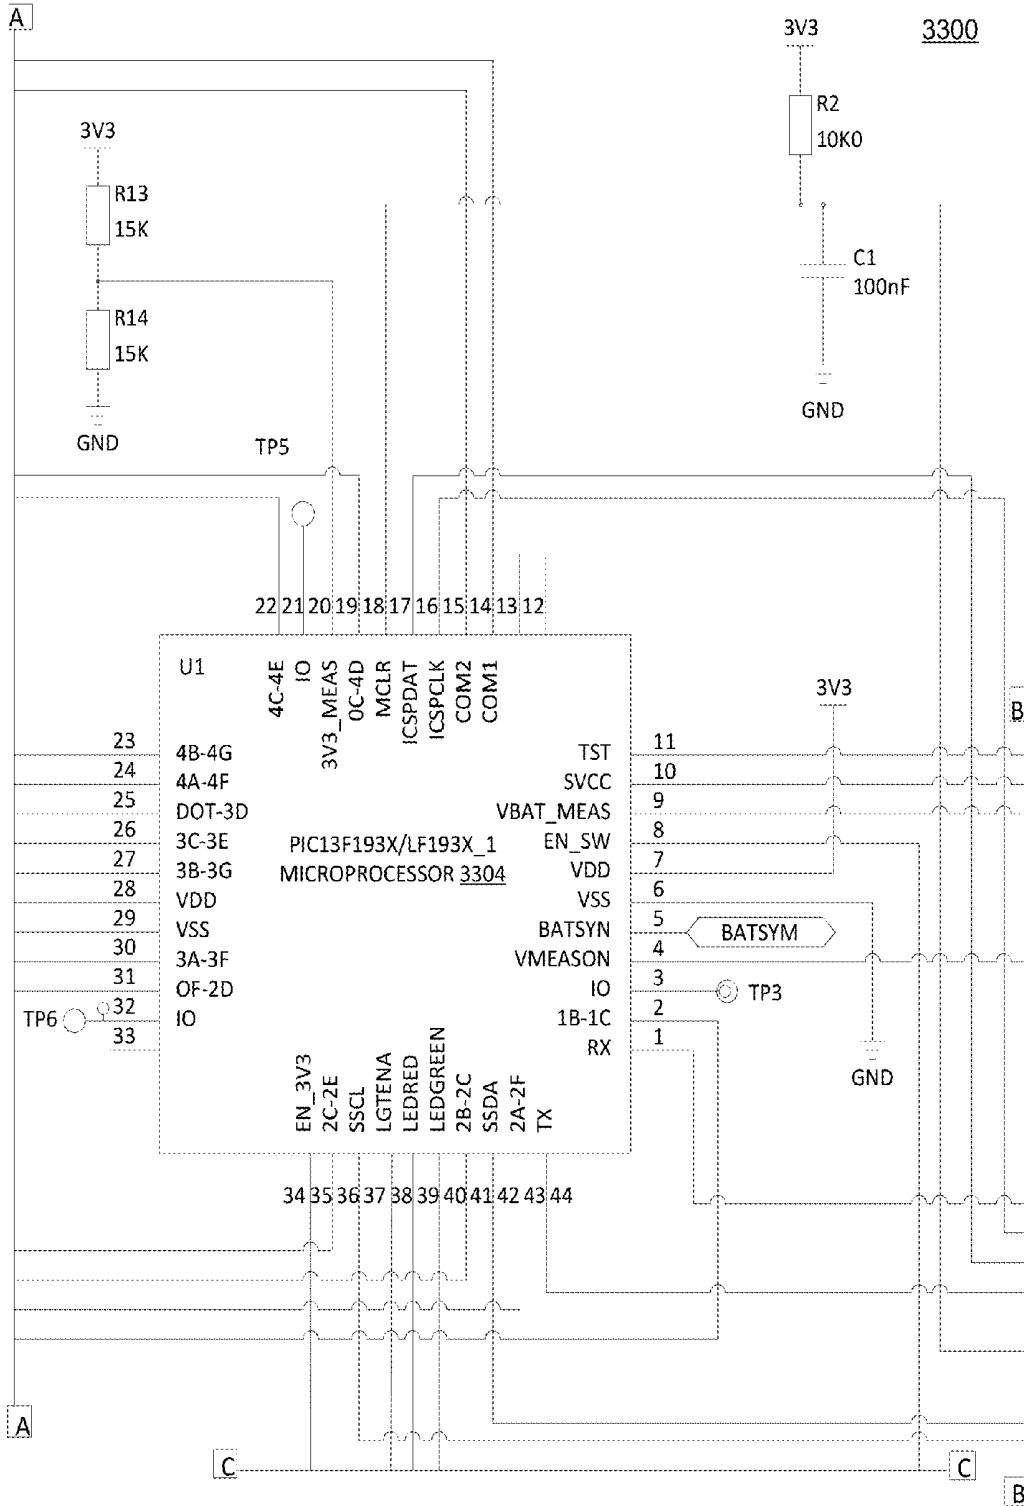 A
3300
3V3
R2
10K0
3V3
R13
15K
C1
100nF
R14
15K
GND
GND
TP5
22 21 20 19 18 17 16 15 14 13 12
U1
4C-4E
IO
3V3_MEAS
0C-4D
MCLR
ICSPDAT
ICSPCLK
COM2
COM1
3V3
B
23 4B-4G
24 4A-4F
25 DOT-3D
26 3C-3E
27 3B-3G
28 VDD
29 VSS
30 3A-3F
31 OF-2D
TP6 32 IO
33
PIC13F193X/LF193X_1
MICROPROCESSOR 3304
TST 11
SVCC 10
VBAT_MEAS 9
EN_SW 8
VDD 7
VSS 6
BATSYN 5 BATSYM
VMEASON 4
IO 3 TP3
1B-1C 2
RX 1
GND
EN_3V3
2C-2E
SSCL
LGTENA
LEDRED
LEDGREEN
2B-2C
SSDA
2A-2F
TX
34 35 36 37 38 39 40 41 42 43 44
A
C
C
B